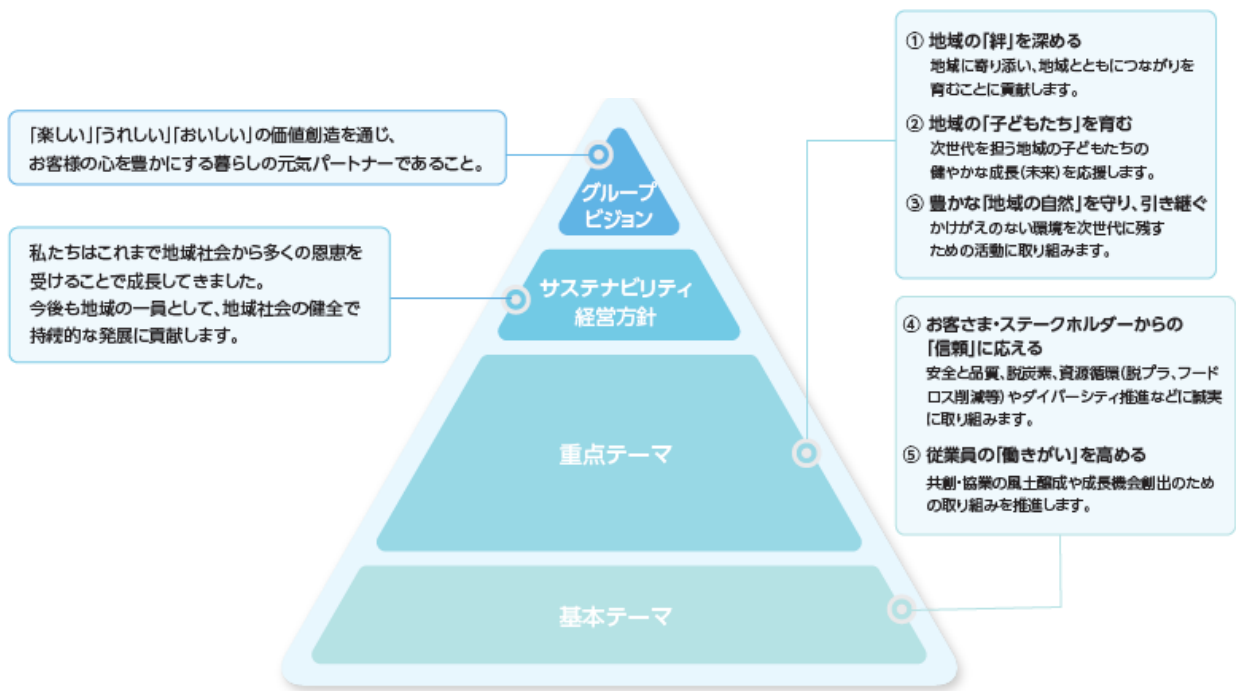 「楽しい」「うれしい」「おいしい」の価値創造を通じ、
お客様の心を豊かにする暮らしの元気パートナーであること。
私たちはこれまで地域社会から多くの恩恵を
受けることで成長してきました。
今後も地域の一員として、地域社会の健全で
持続的な発展に貢献します。
グループ
ビジョン
サステナビリティ
経営方針
重点テーマ
基本テーマ
① 地域の「絆」を深める
地域に寄り添い、地域とともにつながりを
育むことに貢献します。
② 地域の「子どもたち」を育む
次世代を担う地域の子どもたちの
健やかな成長(未来)を応援します。
③ 豊かな「地域の自然」を守り、引き継ぐ
かけがえのない環境を次世代に残す
ための活動に取り組みます。
④ お客さま・ステークホルダーからの
「信頼」に応える
安全と品質、脱炭素、資源循環(脱プラ、フード
ロス削減等)やダイバーシティ推進などに誠実
に取り組みます。
⑤ 従業員の「働きがい」を高める
共創・協業の風土醸成や成長機会創出のため
の取り組みを推進します。